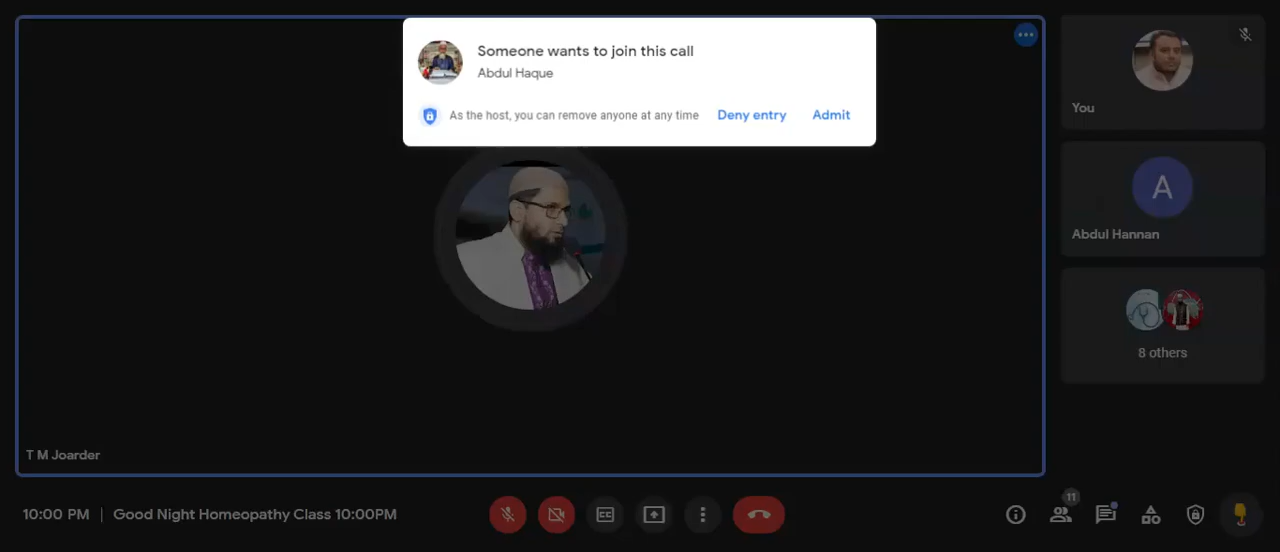 Someone wants to join this call
Abdul Haque
As the host, you can remove anyone at any time Deny entry Admit
You
A
Abdul Hannan
8 others
T M Joarder
11
10:00 PM | Good Night Homeopathy Class 10:00PM
CC